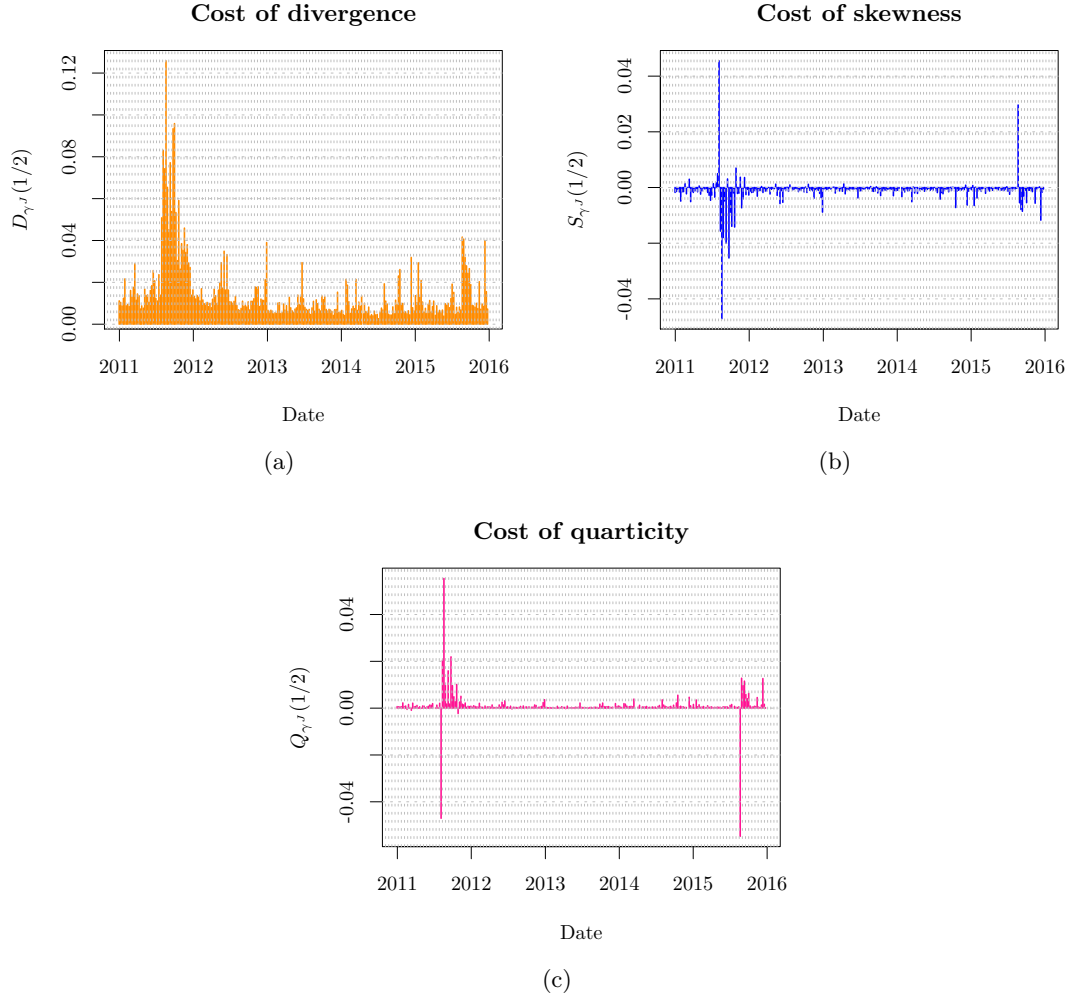 Cost of divergence
D_{γ^J}(1/2)
0.00 0.04 0.08 0.12
2011 2012 2013 2014 2015 2016
Date
(a)
Cost of skewness
S_{γ^J}(1/2)
-0.04 0.00 0.02 0.04
2011 2012 2013 2014 2015 2016
Date
(b)
Cost of quarticity
Q_{γ^J}(1/2)
-0.04 0.00 0.04
2011 2012 2013 2014 2015 2016
Date
(c)